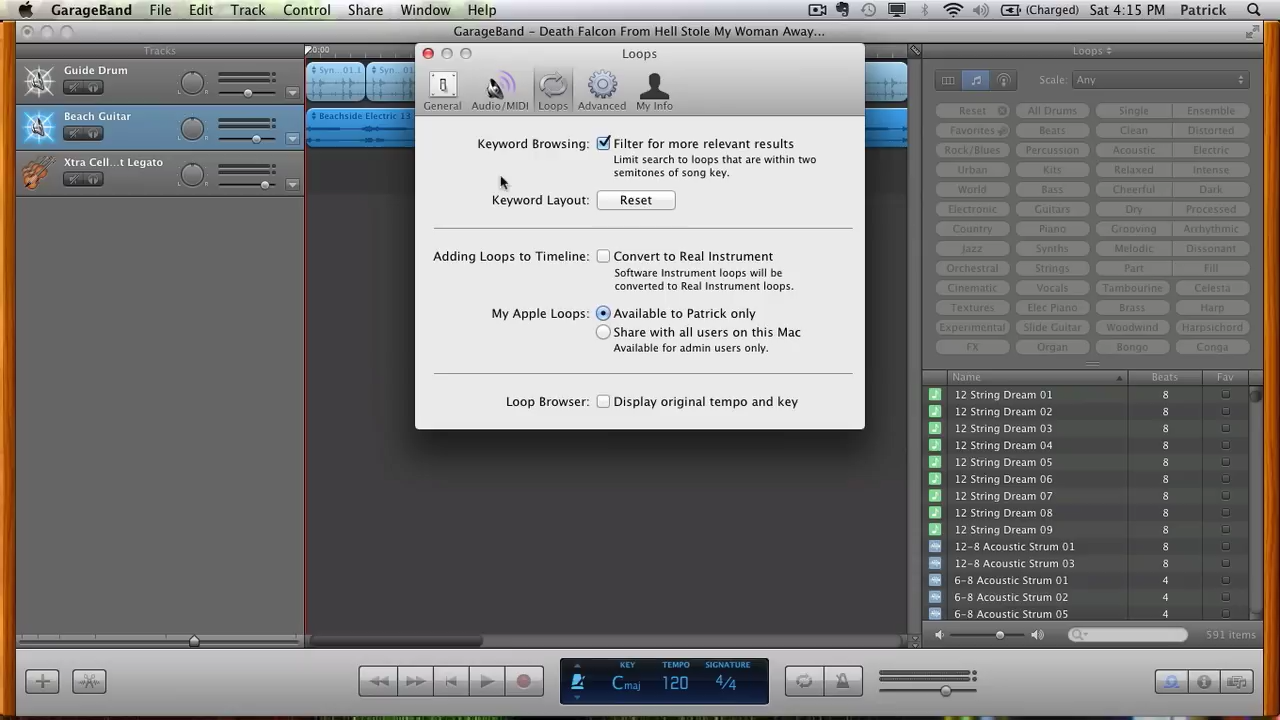 GarageBand File Edit Track Control Share Window Help (Charged) Sat 4:15 PM Patrick
GarageBand – Death Falcon From Hell Stole My Woman Away...
Tracks
0:00
Loops
Loops
General Audio/MIDI Loops Advanced My Info
Guide Drum
Beach Guitar
Xtra Cell...t Legato
Beachside Electric 13
Keyword Browsing: Filter for more relevant results
Limit search to loops that are within two
semitones of song key.
Keyword Layout: Reset
Adding Loops to Timeline: Convert to Real Instrument
Software Instrument loops will be
converted to Real Instrument loops.
My Apple Loops: Available to Patrick only
Share with all users on this Mac
Available for admin users only.
Loop Browser: Display original tempo and key
Scale: Any
Reset All Drums Single Ensemble
Favorites Beats Clean Distorted
Rock/Blues Percussion Acoustic Electric
Urban Kits Relaxed Intense
World Bass Cheerful Dark
Electronic Guitars Dry Processed
Country Piano Grooving Arrhythmic
Jazz Synths Melodic Dissonant
Orchestral Strings Part Fill
Cinematic Vocals Tambourine Celesta
Textures Elec Piano Brass Harp
Experimental Slide Guitar Woodwind Harpsichord
FX Organ Bongo Conga
Name Beats Fav
12 String Dream 01 8
12 String Dream 02 8
12 String Dream 03 8
12 String Dream 04 8
12 String Dream 05 8
12 String Dream 06 8
12 String Dream 07 8
12 String Dream 08 8
12 String Dream 09 8
12-8 Acoustic Strum 01 8
12-8 Acoustic Strum 03 8
6-8 Acoustic Strum 01 4
6-8 Acoustic Strum 02 4
6-8 Acoustic Strum 05 4
591 items
KEY TEMPO SIGNATURE
Cmaj 120 4/4